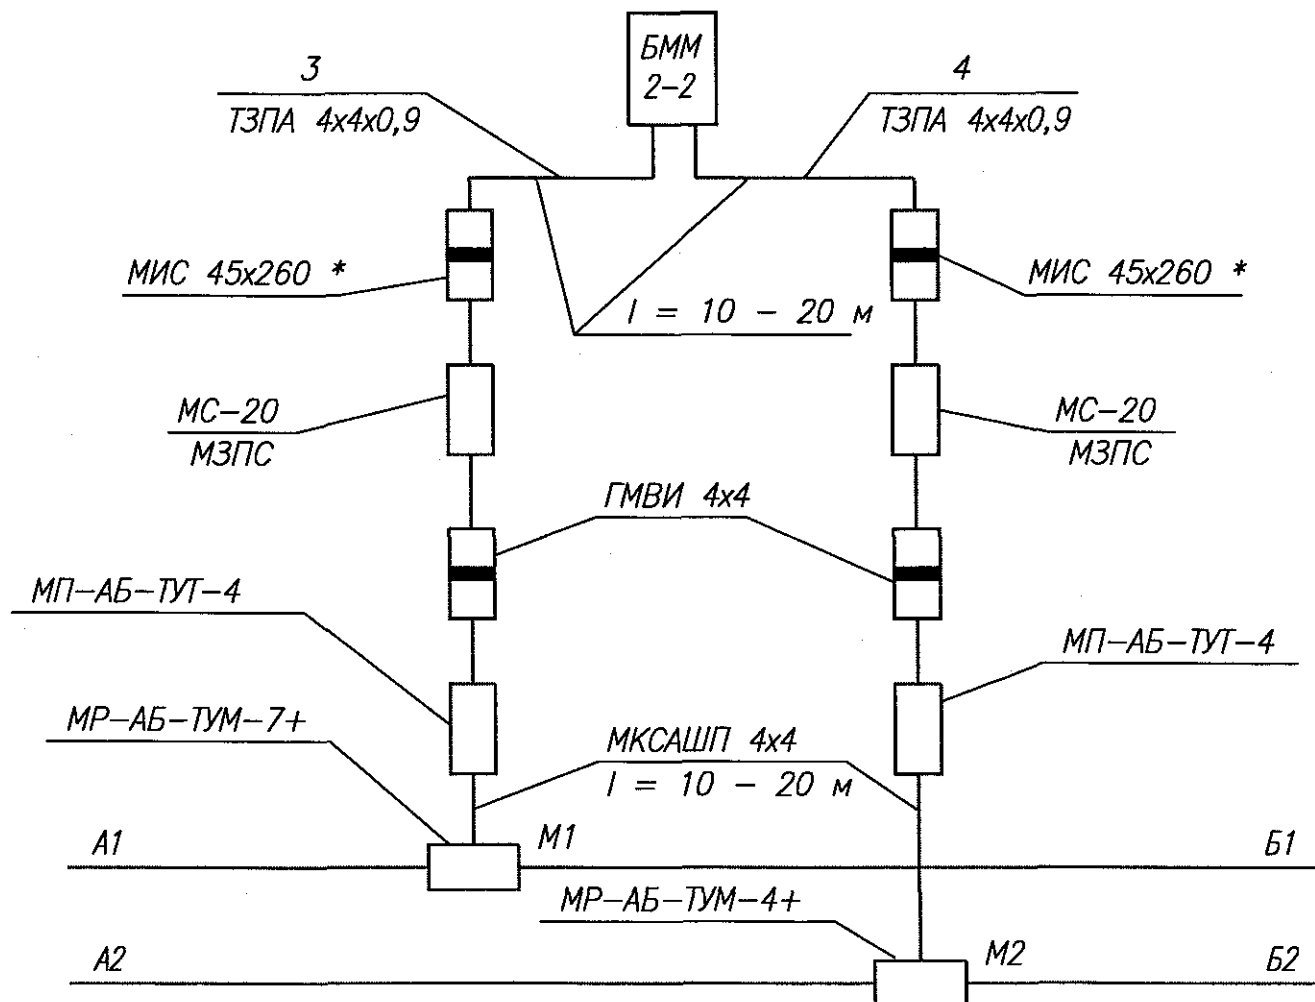 БММ
2-2
3
ТЗПА 4х4х0,9
4
ТЗПА 4х4х0,9
МИС 45х260 *
МИС 45х260 *
l = 10 - 20 м
МС-20
МЗПС
МС-20
МЗПС
ГМВИ 4х4
МП-АБ-ТУТ-4
МП-АБ-ТУТ-4
МР-АБ-ТУМ-7+
МКСАШП 4х4
l = 10 - 20 м
А1
М1
Б1
МР-АБ-ТУМ-4+
А2
М2
Б2